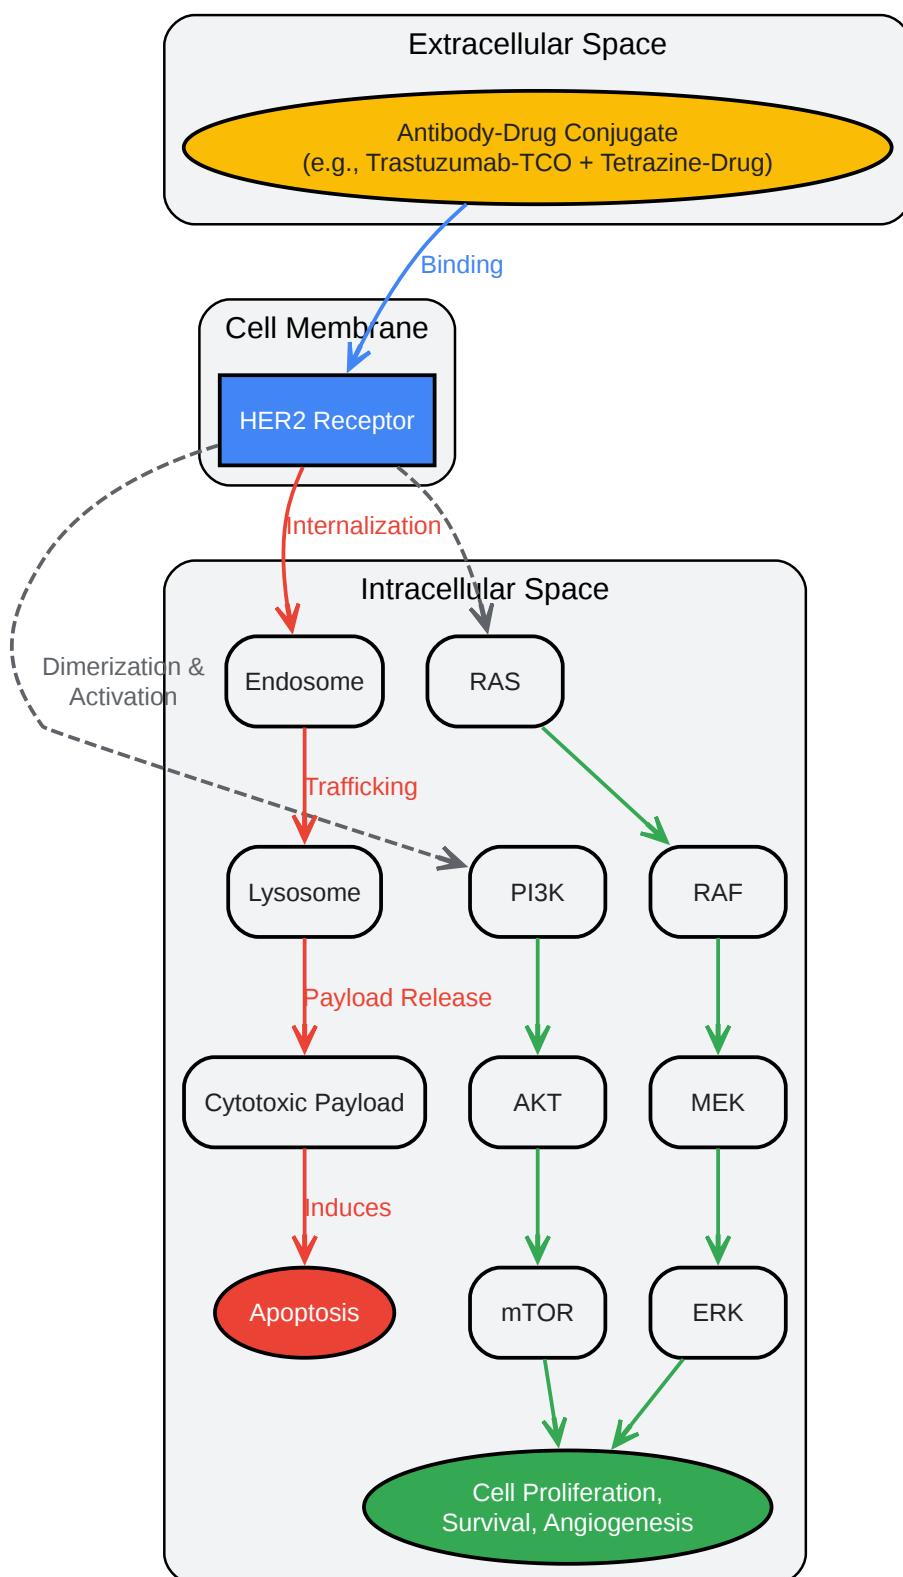 Extracellular Space
Antibody-Drug Conjugate
(e.g., Trastuzumab-TCO + Tetrazine-Drug)
Binding
Cell Membrane
HER2 Receptor
Internalization
Intracellular Space
Dimerization &
Activation
Endosome
RAS
Trafficking
Lysosome
PI3K
RAF
Payload Release
Cytotoxic Payload
AKT
MEK
Induces
Apoptosis
mTOR
ERK
Cell Proliferation,
Survival, Angiogenesis